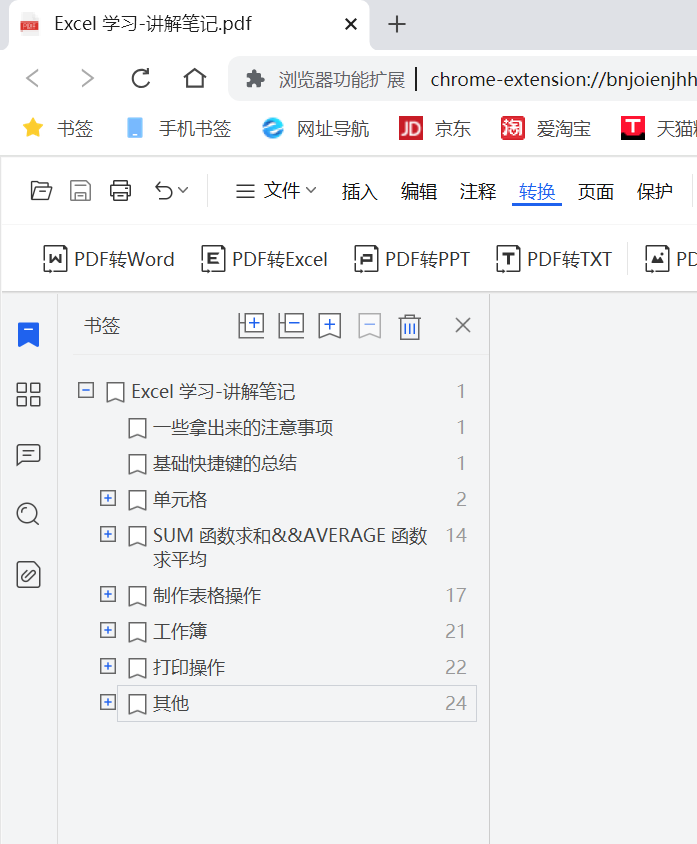 Excel 学习-讲解笔记.pdf
浏览器功能扩展 chrome-extension://bnjoienjhh
书签 手机书签 网址导航 JD 京东 淘 爱淘宝 T 天猫
文件 插入 编辑 注释 转换 页面 保护
PDF转Word PDF转Excel PDF转PPT PDF转TXT PD
书签
Excel 学习-讲解笔记 1
一些拿出来的注意事项 1
基础快捷键的总结 1
单元格 2
SUM 函数求和&&AVERAGE 函数 14
求平均
制作表格操作 17
工作簿 21
打印操作 22
其他 24